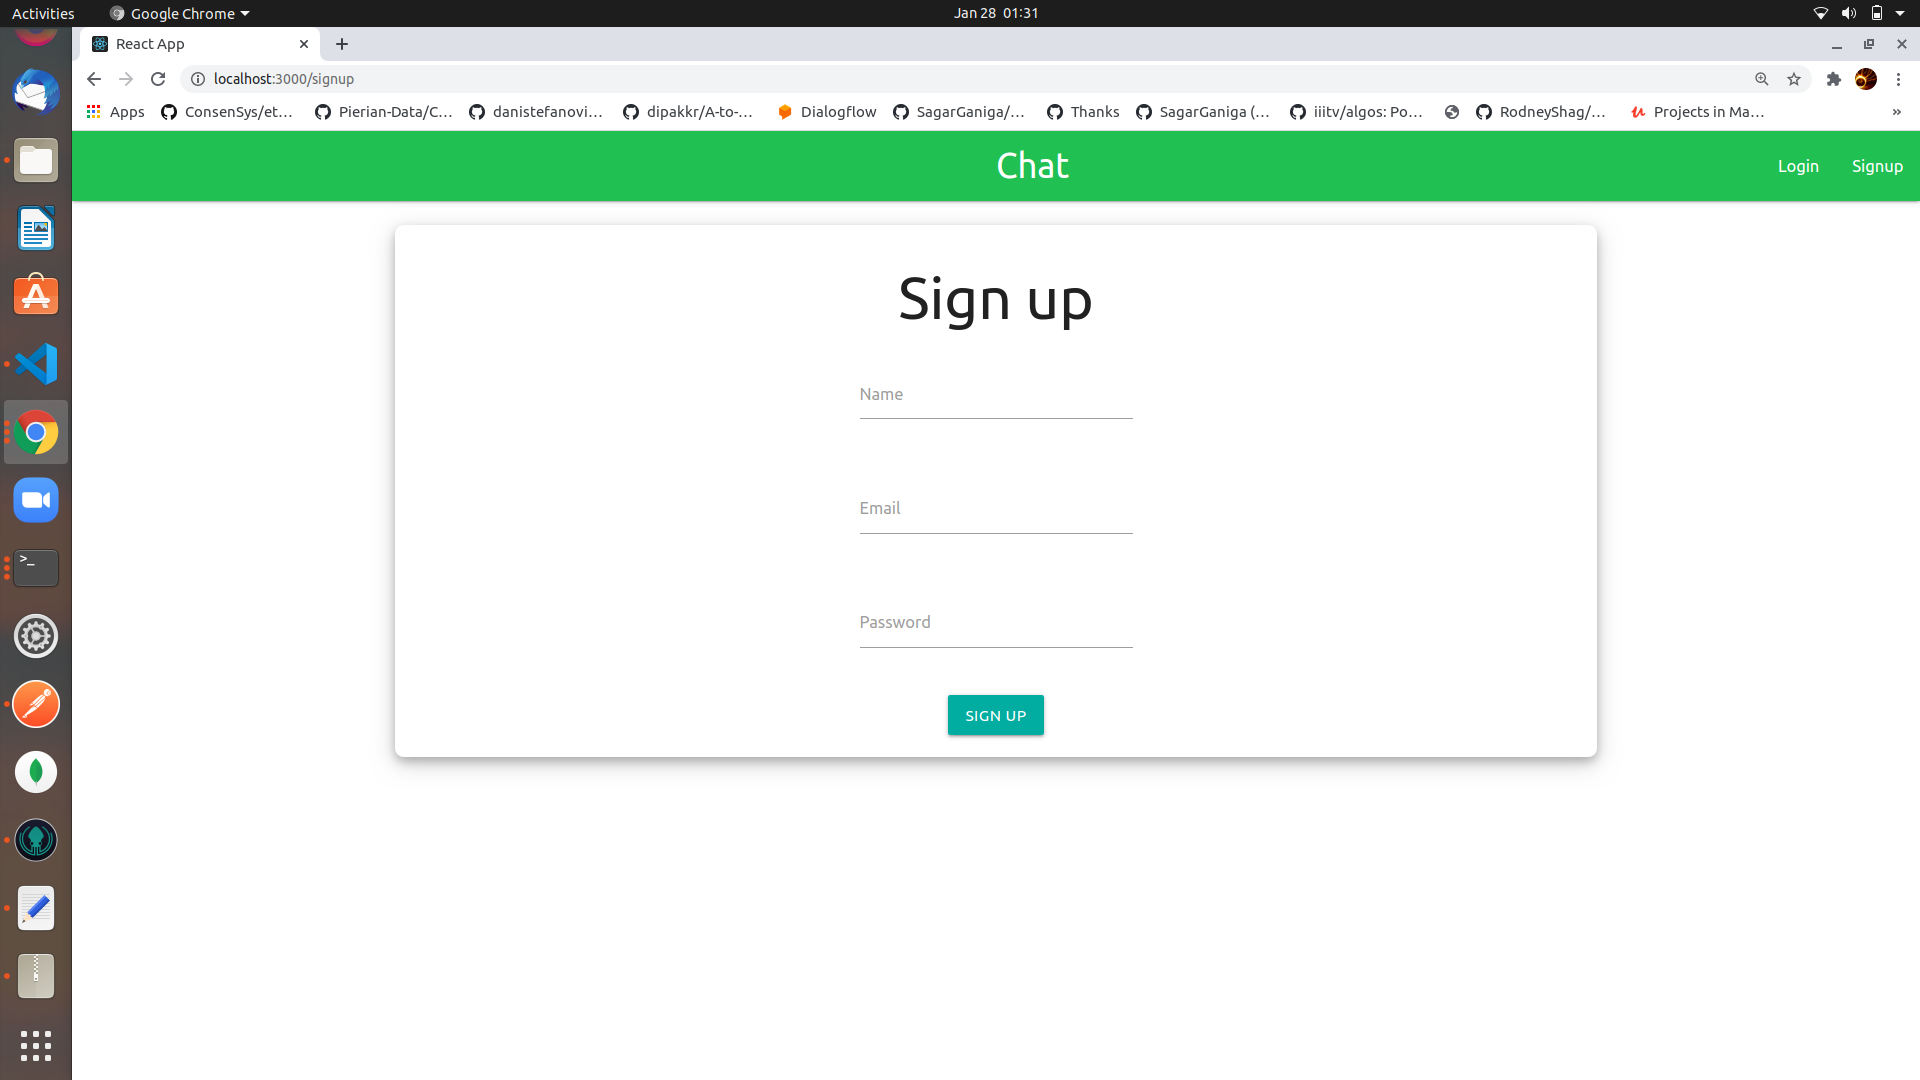 Activities
Google Chrome
Jan 28 01:31
React App
localhost:3000/signup
Apps
ConsenSys/et...
Pierian-Data/C...
danistefanovi...
dipakkr/A-to-...
Dialogflow
SagarGaniga/...
Thanks
SagarGaniga (...
iiitv/algos: Po...
RodneyShag/...
Projects in Ma...
»
Chat
Login
Signup
Sign up
Name
Email
Password
SIGN UP
>_